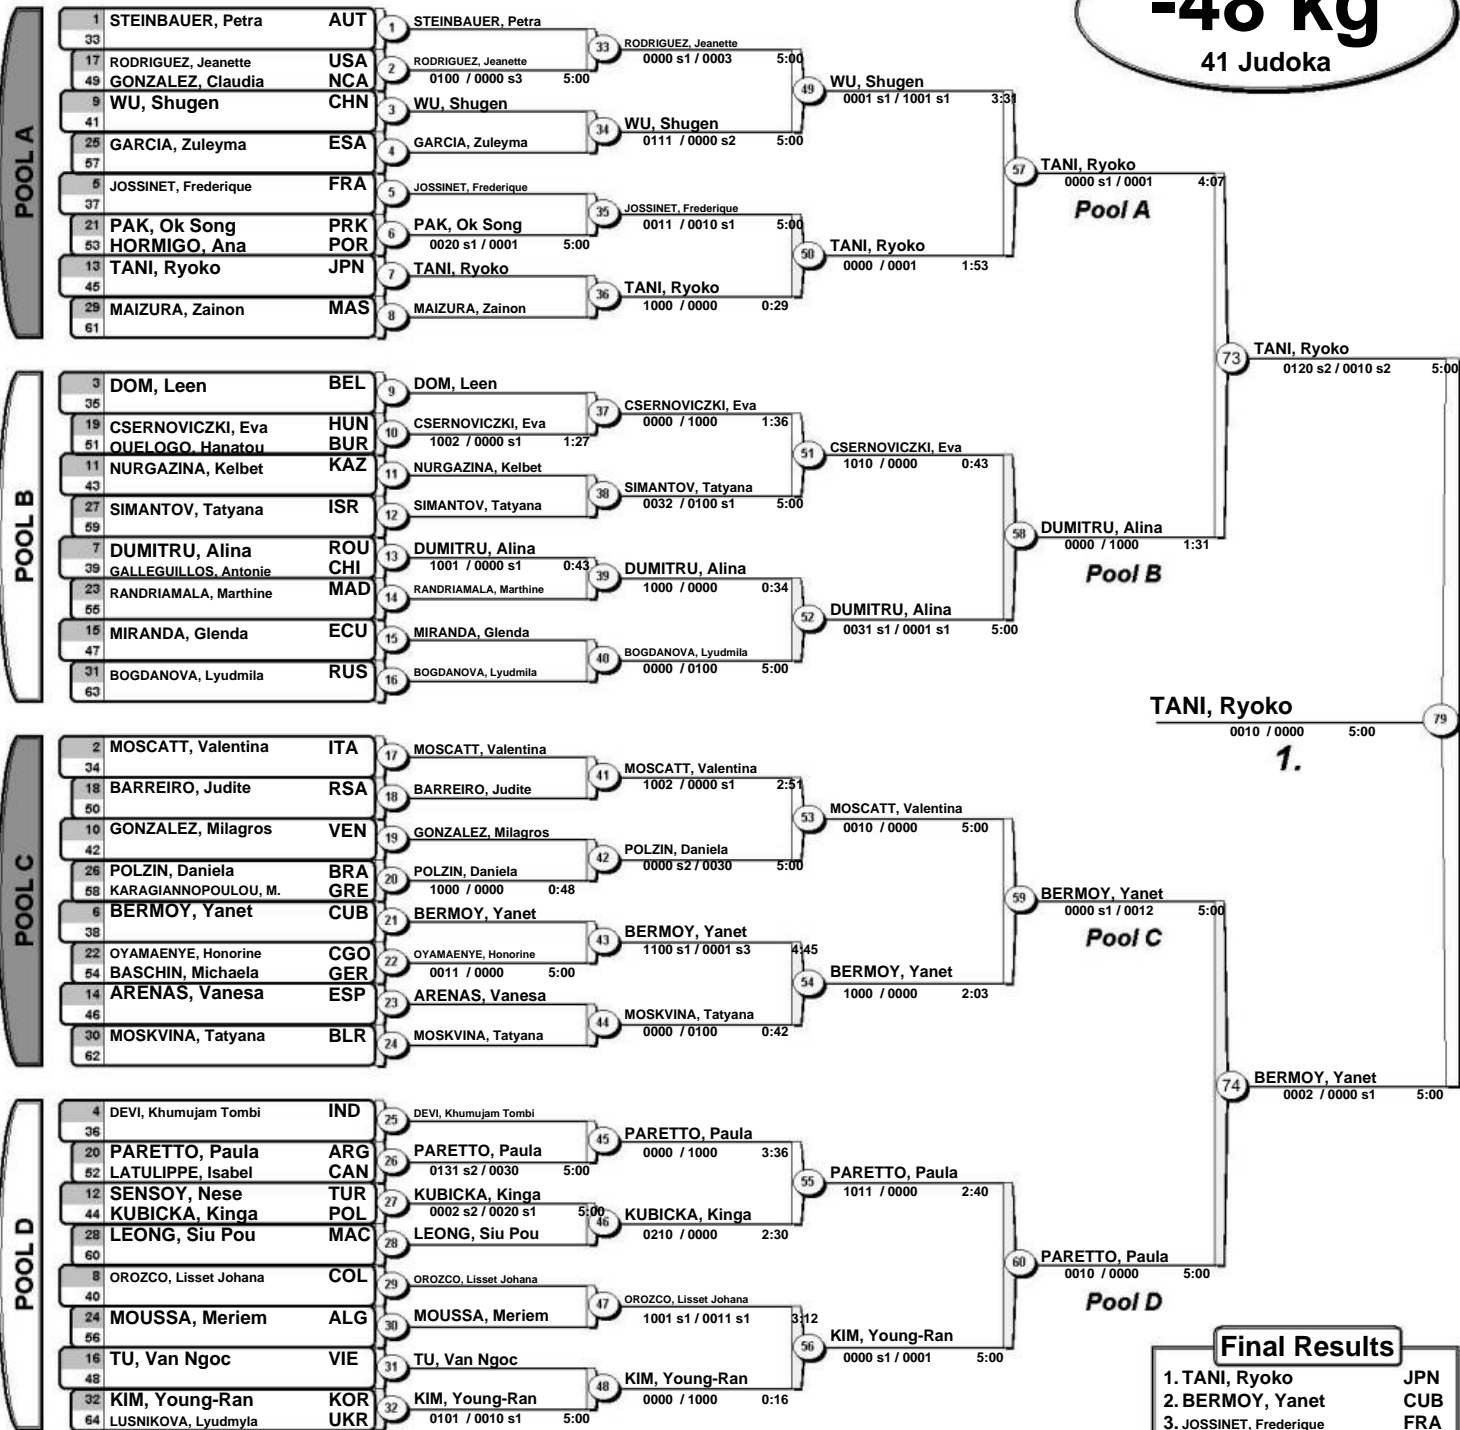 -48 kg
41 Judoka
POOL A
1 STEINBAUER, Petra AUT
33
17 RODRIGUEZ, Jeanette USA
49 GONZALEZ, Claudia NCA
9 WU, Shugen CHN
41
25 GARCIA, Zuleyma ESA
57
5 JOSSINET, Frederique FRA
37
21 PAK, Ok Song PRK
53 HORMIGO, Ana POR
13 TANI, Ryoko JPN
45
29 MAIZURA, Zainon MAS
61
1 STEINBAUER, Petra
2 RODRIGUEZ, Jeanette
0100 / 0000 s3 5:00
3 WU, Shugen
4 GARCIA, Zuleyma
5 JOSSINET, Frederique
6 PAK, Ok Song
0020 s1 / 0001 5:00
7 TANI, Ryoko
8 MAIZURA, Zainon
33 RODRIGUEZ, Jeanette
0000 s1 / 0003 5:00
34 WU, Shugen
0111 / 0000 s2 5:00
35 JOSSINET, Frederique
0011 / 0010 s1 5:00
36 TANI, Ryoko
1000 / 0000 0:29
49 WU, Shugen
0001 s1 / 1001 s1 3:31
50 TANI, Ryoko
0000 / 0001 1:53
57 TANI, Ryoko
0000 s1 / 0001 4:07
Pool A
POOL B
3 DOM, Leen BEL
35
19 CSERNOVICZKI, Eva HUN
51 OUELOGO, Hanatou BUR
11 NURGAZINA, Kelbet KAZ
43
27 SIMANTOV, Tatyana ISR
59
7 DUMITRU, Alina ROU
39 GALLEGUILLOS, Antonie CHI
23 RANDRIAMALA, Marthine MAD
55
15 MIRANDA, Glenda ECU
47
31 BOGDANOVA, Lyudmila RUS
63
9 DOM, Leen
10 CSERNOVICZKI, Eva
1002 / 0000 s1 1:27
11 NURGAZINA, Kelbet
12 SIMANTOV, Tatyana
13 DUMITRU, Alina
1001 / 0000 s1 0:43
14 RANDRIAMALA, Marthine
15 MIRANDA, Glenda
16 BOGDANOVA, Lyudmila
37 CSERNOVICZKI, Eva
0000 / 1000 1:36
38 SIMANTOV, Tatyana
0032 / 0100 s1 5:00
39 DUMITRU, Alina
1000 / 0000 0:34
40 BOGDANOVA, Lyudmila
0000 / 0100 5:00
51 CSERNOVICZKI, Eva
1010 / 0000 0:43
52 DUMITRU, Alina
0031 s1 / 0001 s1 5:00
58 DUMITRU, Alina
0000 / 1000 1:31
Pool B
73 TANI, Ryoko
0120 s2 / 0010 s2 5:00
TANI, Ryoko 79
0010 / 0000 5:00
1.
POOL C
2 MOSCATT, Valentina ITA
34
18 BARREIRO, Judite RSA
50
10 GONZALEZ, Milagros VEN
42
26 POLZIN, Daniela BRA
58 KARAGIANNOPOULOU, M. GRE
6 BERMOY, Yanet CUB
38
22 OYAMAENYE, Honorine CGO
54 BASCHIN, Michaela GER
14 ARENAS, Vanesa ESP
46
30 MOSKVINA, Tatyana BLR
62
17 MOSCATT, Valentina
18 BARREIRO, Judite
19 GONZALEZ, Milagros
20 POLZIN, Daniela
1000 / 0000 0:48
21 BERMOY, Yanet
22 OYAMAENYE, Honorine
0011 / 0000 5:00
23 ARENAS, Vanesa
24 MOSKVINA, Tatyana
41 MOSCATT, Valentina
1002 / 0000 s1 2:51
42 POLZIN, Daniela
0000 s2 / 0030 5:00
43 BERMOY, Yanet
1100 s1 / 0001 s3 4:45
44 MOSKVINA, Tatyana
0000 / 0100 0:42
53 MOSCATT, Valentina
0010 / 0000 5:00
54 BERMOY, Yanet
1000 / 0000 2:03
59 BERMOY, Yanet
0000 s1 / 0012 5:00
Pool C
74 BERMOY, Yanet
0002 / 0000 s1 5:00
POOL D
4 DEVI, Khumujam Tombi IND
36
20 PARETTO, Paula ARG
52 LATULIPPE, Isabel CAN
12 SENSOY, Nese TUR
44 KUBICKA, Kinga POL
28 LEONG, Siu Pou MAC
60
8 OROZCO, Lisset Johana COL
40
24 MOUSSA, Meriem ALG
56
16 TU, Van Ngoc VIE
48
32 KIM, Young-Ran KOR
64 LUSNIKOVA, Lyudmyla UKR
25 DEVI, Khumujam Tombi
26 PARETTO, Paula
0131 s2 / 0030 5:00
27 KUBICKA, Kinga
0002 s2 / 0020 s1 5:00
28 LEONG, Siu Pou
29 OROZCO, Lisset Johana
30 MOUSSA, Meriem
31 TU, Van Ngoc
32 KIM, Young-Ran
0101 / 0010 s1 5:00
45 PARETTO, Paula
0000 / 1000 3:36
46 KUBICKA, Kinga
0210 / 0000 2:30
47 OROZCO, Lisset Johana
1001 s1 / 0011 s1 3:12
48 KIM, Young-Ran
0000 / 1000 0:16
55 PARETTO, Paula
1011 / 0000 2:40
56 KIM, Young-Ran
0000 s1 / 0001 5:00
60 PARETTO, Paula
0010 / 0000 5:00
Pool D
Final Results
1. TANI, Ryoko JPN
2. BERMOY, Yanet CUB
3. JOSSINET, Frederique FRA